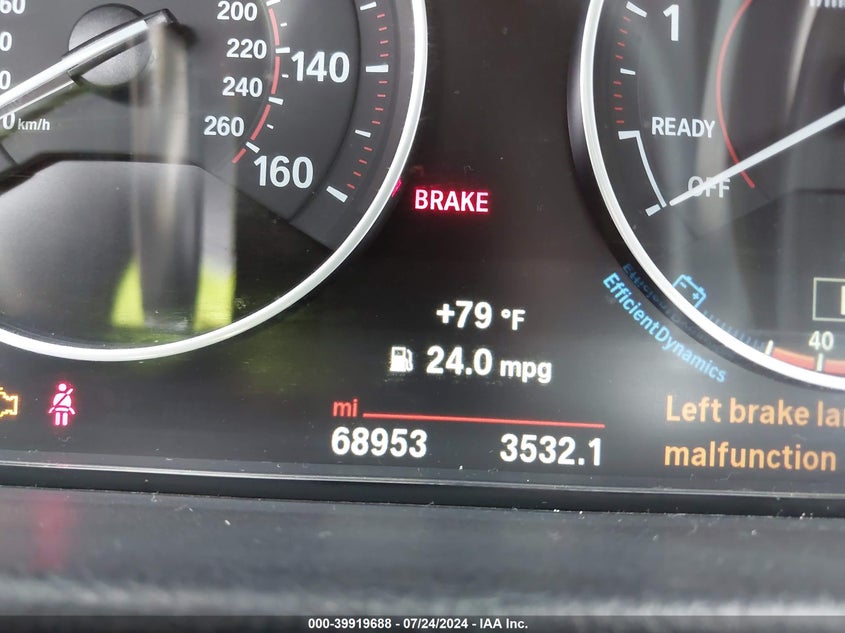 200
220
240
260
km/h
140
160
1
READY
OFF
BRAKE
+79 °F
24.0 mpg
EfficientDynamics
40
mi
68953 3532.1
Left brake
malfunction
000-39919688 - 07/24/2024 - IAA Inc.